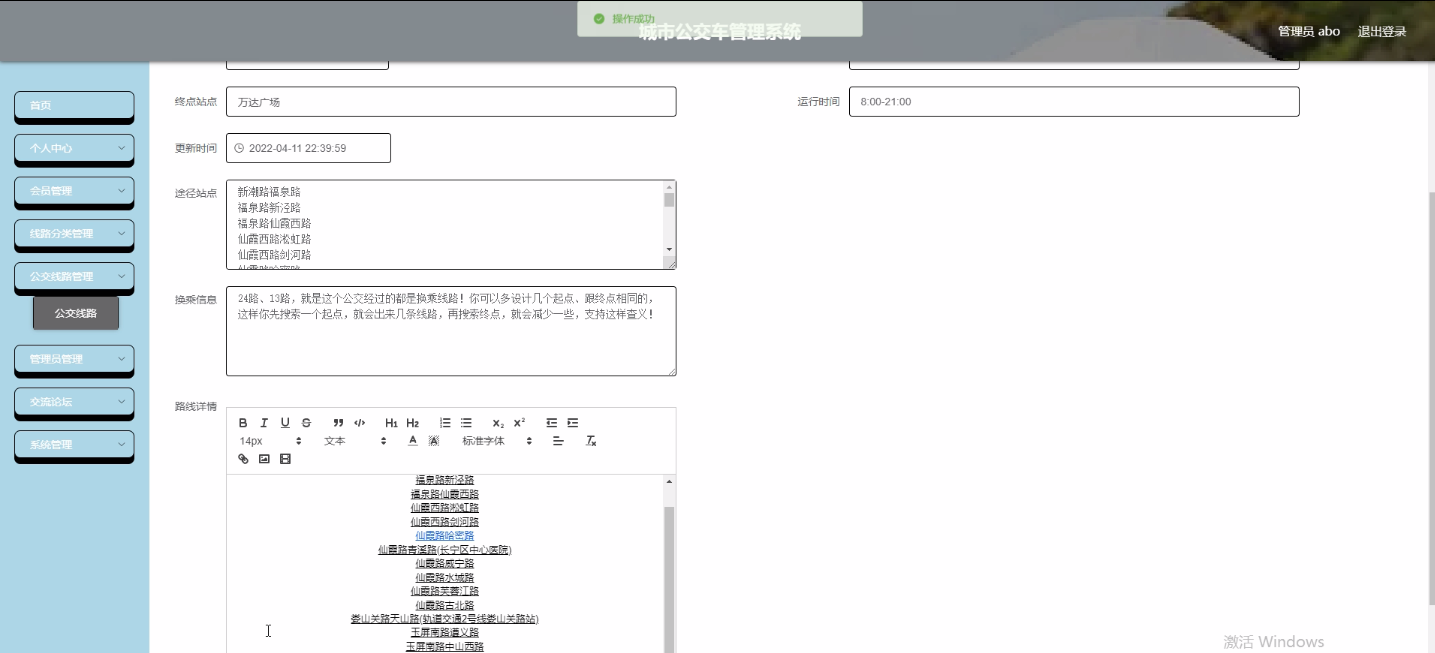 操作成功
城市公交车管理系统
管理员 abo
退出登录
首页
个人中心
会员管理
线路分类管理
公交线路管理
公交线路
管理员管理
交流论坛
系统管理
终点站点
万达广场
运行时间
8:00-21:00
更新时间
2022-04-11 22:39:59
途径站点
新潮路福泉路
福泉路新泾路
福泉路仙霞西路
仙霞西路淞虹路
仙霞西路剑河路
仙霞路哈密路
换乘信息
24路、13路，就是这个公交经过的都是换乘线路！你可以多设计几个起点、跟终点相同的，
这样你先搜索一个起点，就会出来几条线路，再搜索终点，就会减少一些，支持这样查义！
路线详情
B I U S H1 H2 X2 X2
14px 文本 A A 标准字体 Tx
福泉路新泾路
福泉路仙霞西路
仙霞西路淞虹路
仙霞西路剑河路
仙霞路哈密路
仙霞路青溪路(长宁区中心医院)
仙霞路威宁路
仙霞路水城路
仙霞路芙蓉江路
仙霞路古北路
娄山关路天山路(轨道交通2号线娄山关路站)
玉屏南路遵义路
玉屏南路中山西路
激活 Windows